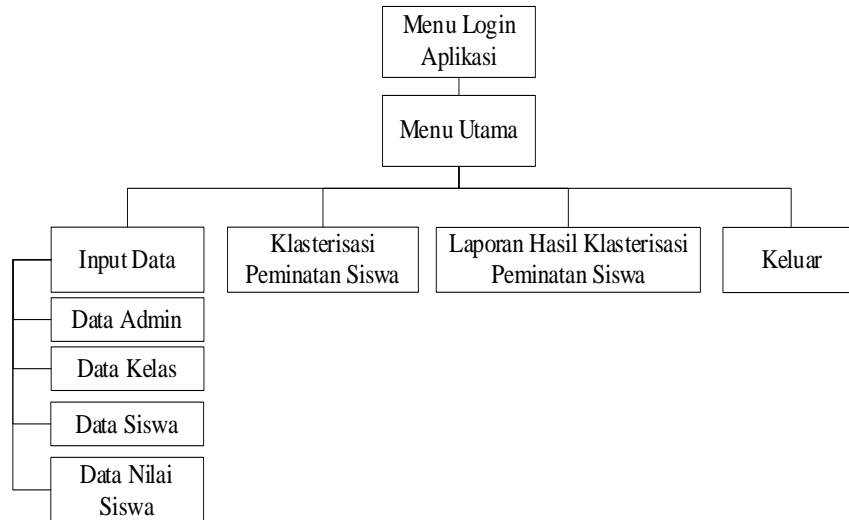 Menu Login
Aplikasi
Menu Utama
Input Data
Klasterisasi
Peminatan Siswa
Laporan Hasil Klasterisasi
Peminatan Siswa
Keluar
Data Admin
Data Kelas
Data Siswa
Data Nilai
Siswa